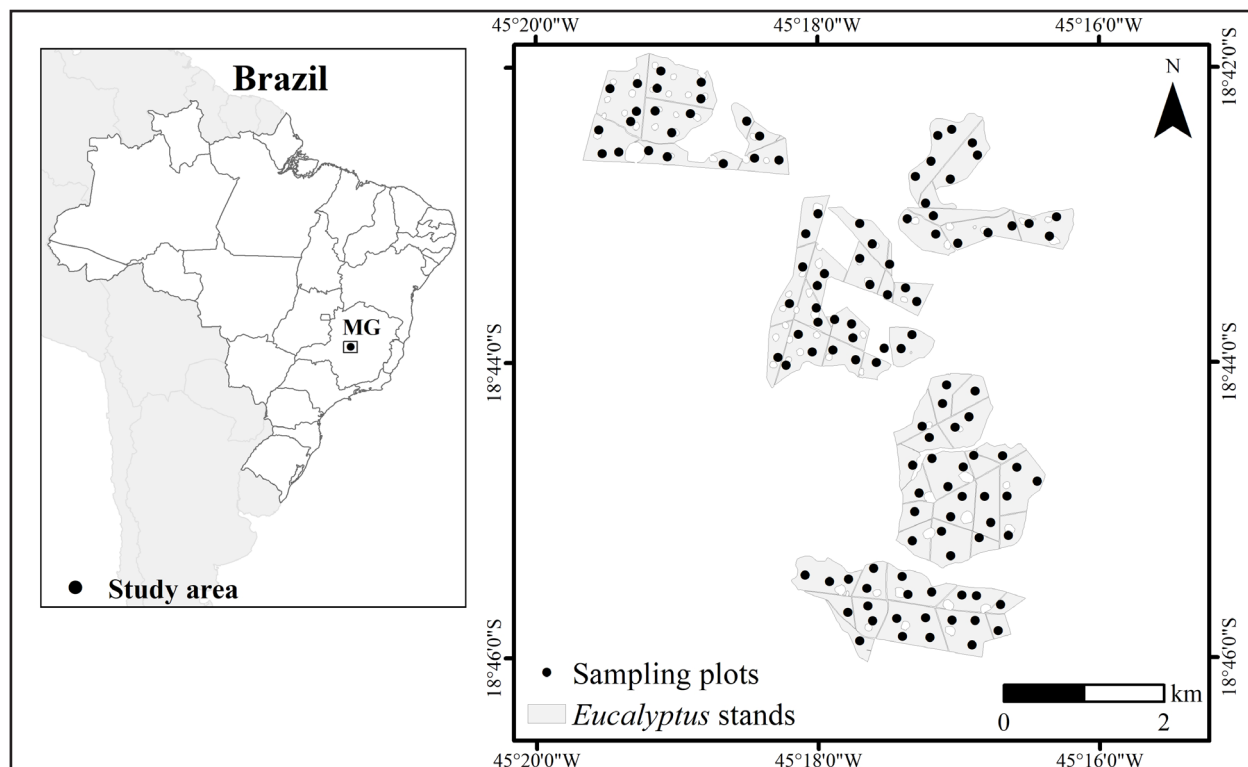 Brazil
MG
Study area
45°20'0"W
45°18'0"W
45°16'0"W
18°42'0"S
N
18°44'0"S
18°44'0"S
18°46'0"S
18°46'0"S
Sampling plots
Eucalyptus stands
km
0
2
45°20'0"W
45°18'0"W
45°16'0"W